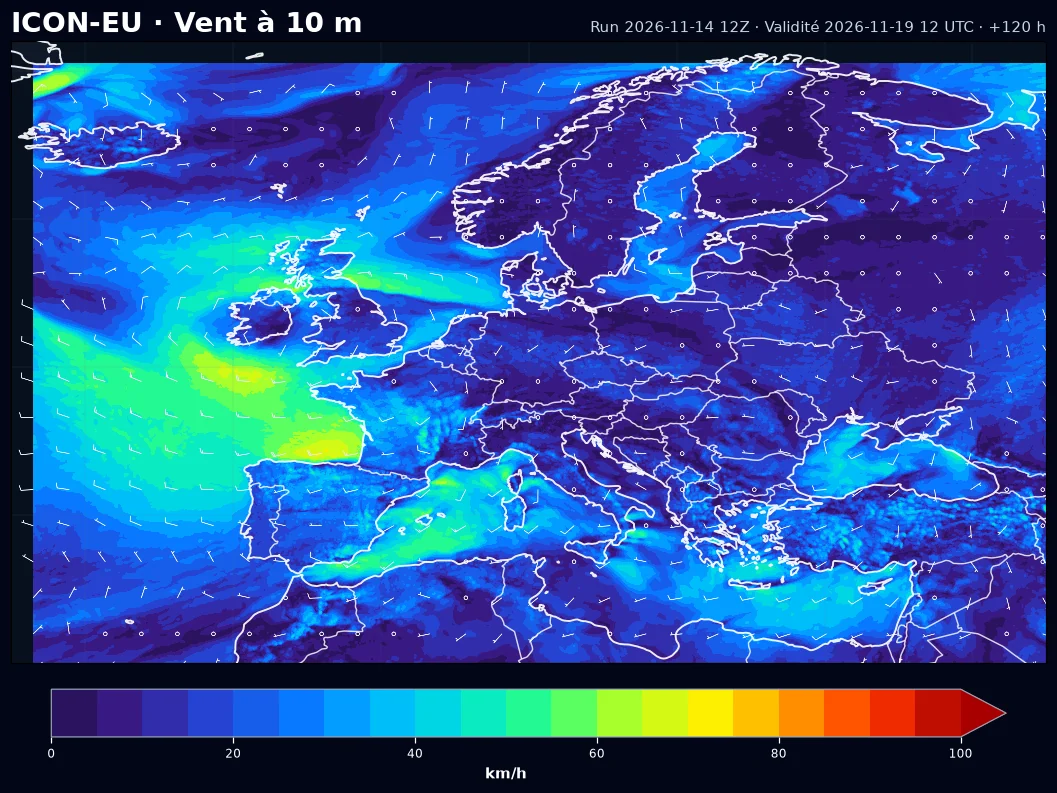 ICON-EU · Vent à 10 m
Run 2026-11-14 12Z · Validité 2026-11-19 12 UTC · +120 h
0 20 40 60 80 100
km/h